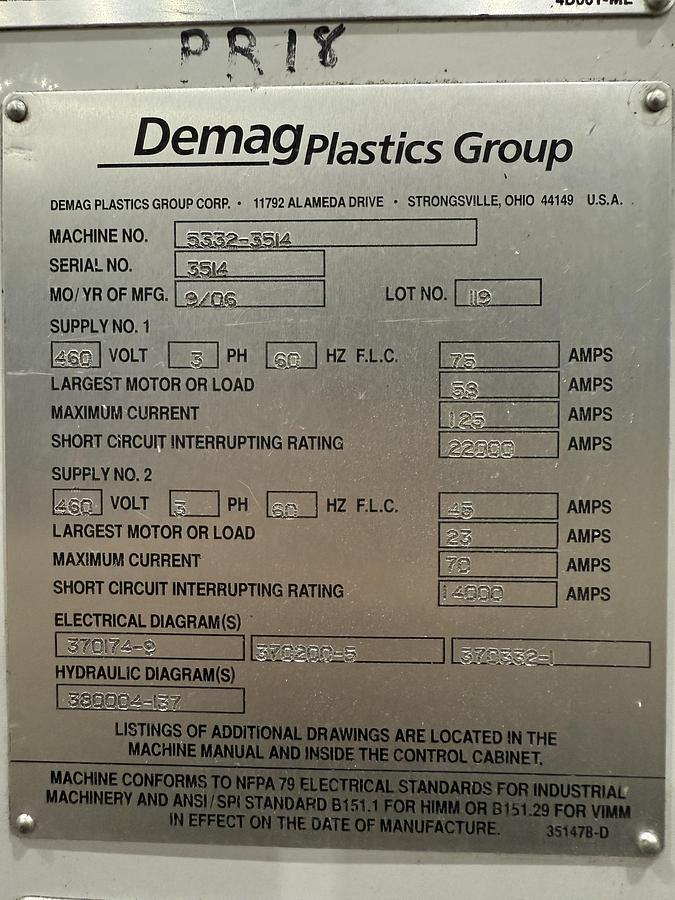 4D001-ME
PR18
Demag Plastics Group
DEMAG PLASTICS GROUP CORP. • 11792 ALAMEDA DRIVE • STRONGSVILLE, OHIO 44149 U.S.A.
MACHINE NO. 5332-3514
SERIAL NO. 3514
MO/YR OF MFG. 9/06 LOT NO. 119
SUPPLY NO. 1
460 VOLT 3 PH 60 HZ F.L.C. 75 AMPS
LARGEST MOTOR OR LOAD 58 AMPS
MAXIMUM CURRENT 125 AMPS
SHORT CIRCUIT INTERRUPTING RATING 22000 AMPS
SUPPLY NO. 2
460 VOLT 3 PH 60 HZ F.L.C. 45 AMPS
LARGEST MOTOR OR LOAD 23 AMPS
MAXIMUM CURRENT 70 AMPS
SHORT CIRCUIT INTERRUPTING RATING 14000 AMPS
ELECTRICAL DIAGRAM(S)
370174-9 370200-5 370332-1
HYDRAULIC DIAGRAM(S)
380004-137
LISTINGS OF ADDITIONAL DRAWINGS ARE LOCATED IN THE
MACHINE MANUAL AND INSIDE THE CONTROL CABINET.
MACHINE CONFORMS TO NFPA 79 ELECTRICAL STANDARDS FOR INDUSTRIAL
MACHINERY AND ANSI/SPI STANDARD B151.1 FOR HIMM OR B151.29 FOR VIMM
IN EFFECT ON THE DATE OF MANUFACTURE. 351478-D